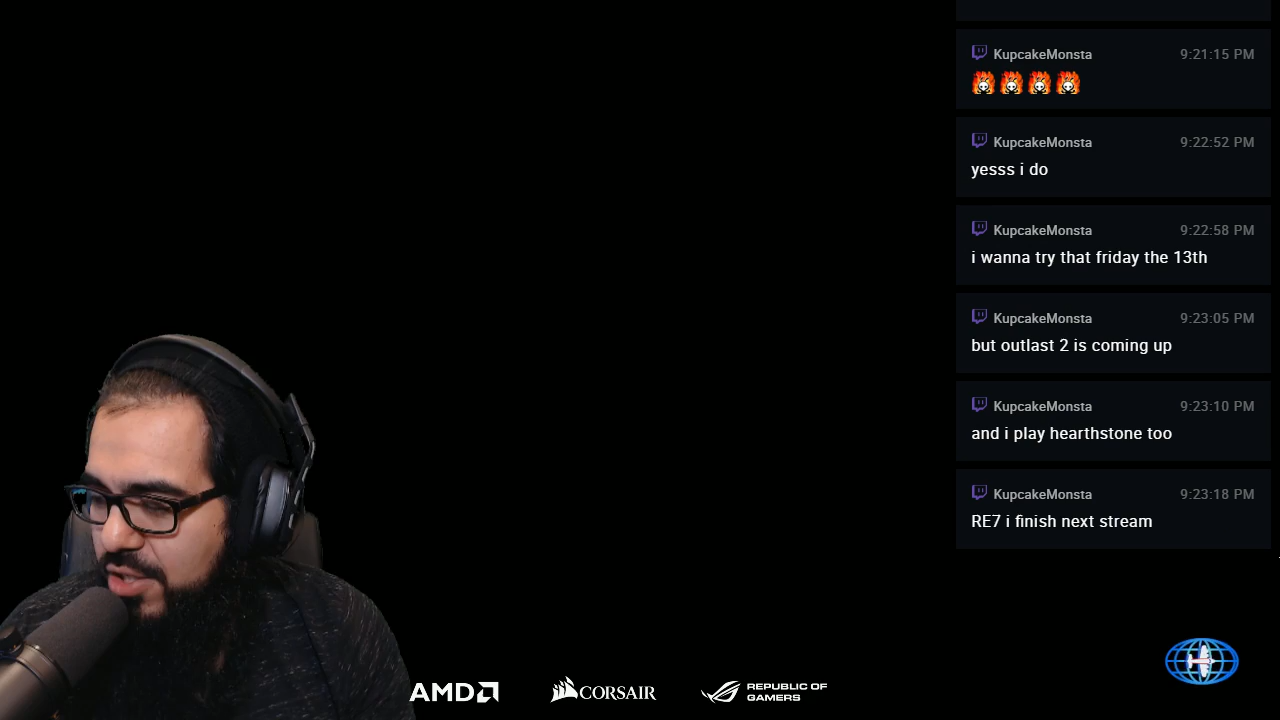 KupcakeMonsta 9:21:15 PM
KupcakeMonsta 9:22:52 PM
yesss i do
KupcakeMonsta 9:22:58 PM
i wanna try that friday the 13th
KupcakeMonsta 9:23:05 PM
but outlast 2 is coming up
KupcakeMonsta 9:23:10 PM
and i play hearthstone too
KupcakeMonsta 9:23:18 PM
RE7 i finish next stream
AMD CORSAIR REPUBLIC OF
GAMERS